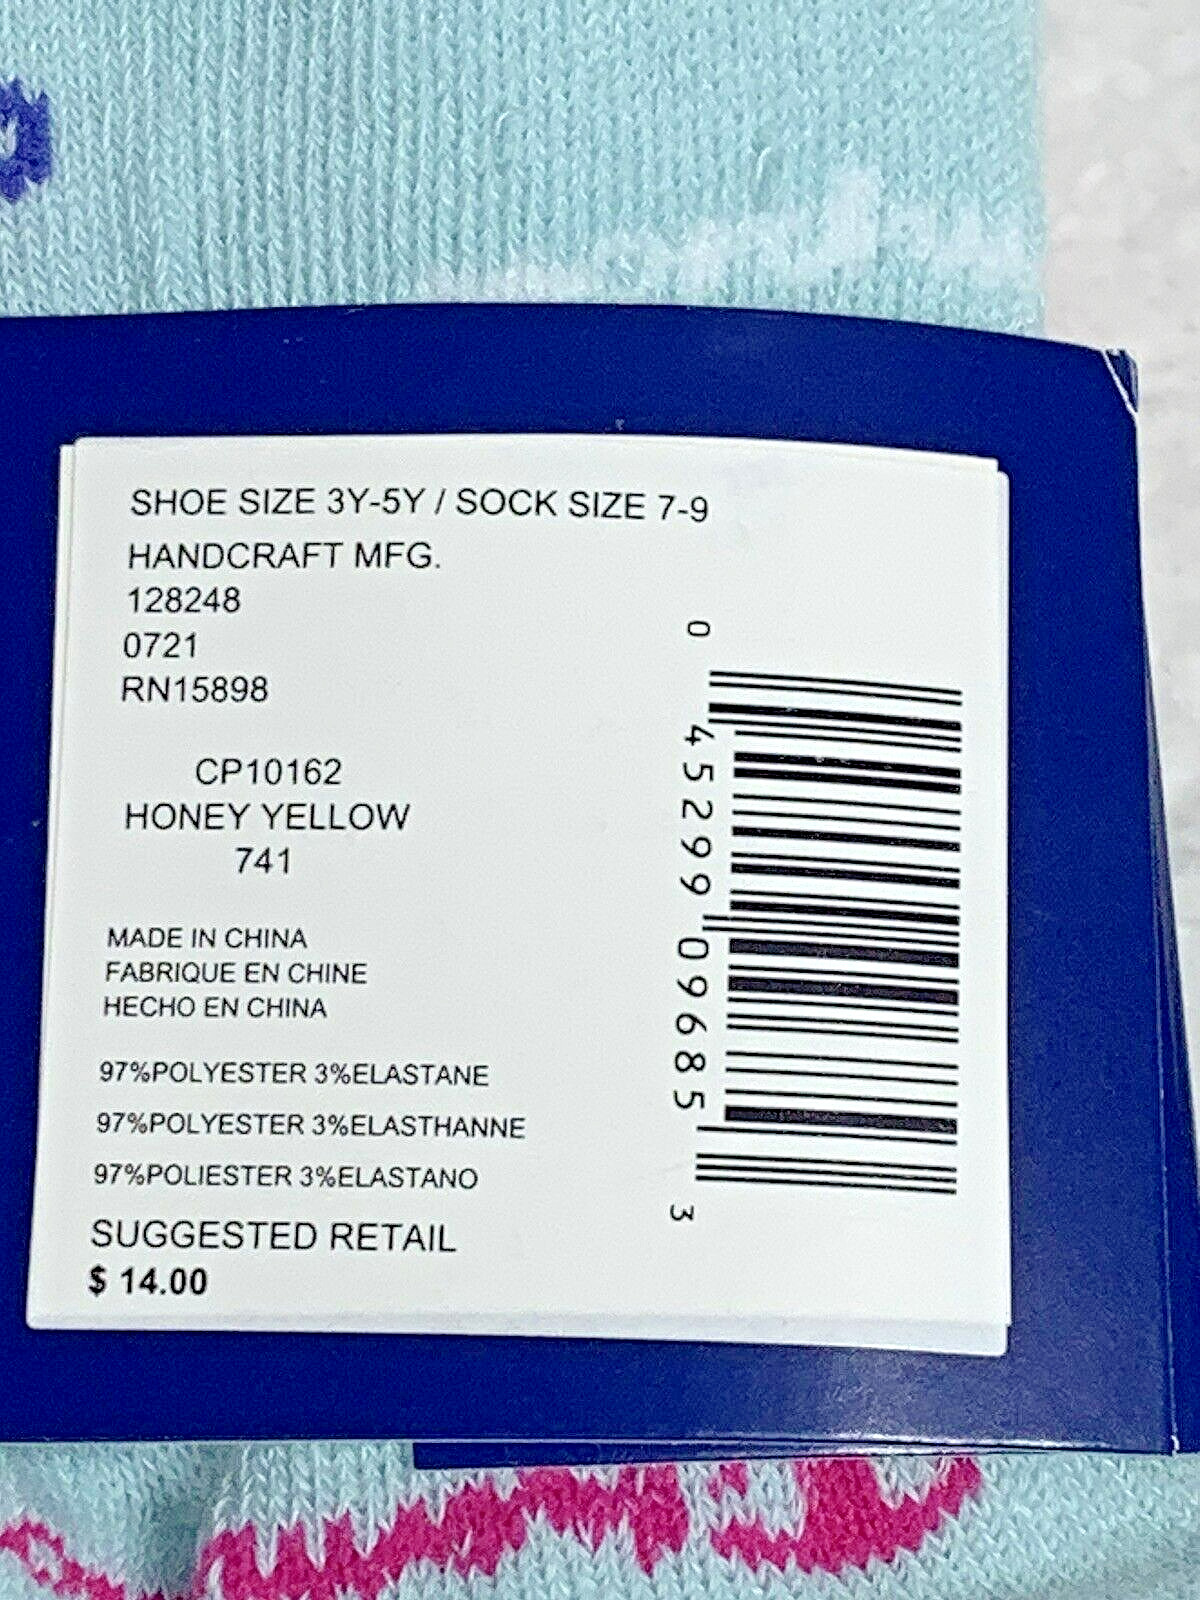 SHOE SIZE 3Y-5Y / SOCK SIZE 7-9
HANDCRAFT MFG.
128248
0721
RN15898
CP10162
HONEY YELLOW
741
MADE IN CHINA
FABRIQUE EN CHINE
HECHO EN CHINA
97%POLYESTER 3%ELASTANE
97%POLYESTER 3%ELASTHANNE
97%POLIESTER 3%ELASTANO
SUGGESTED RETAIL
$ 14.00
0 45299 09685 3